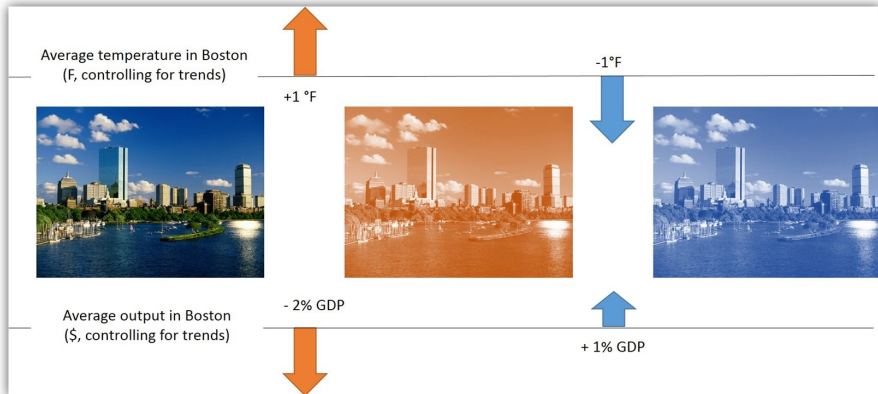 Average temperature in Boston
(F, controlling for trends)
+1 °F
-1°F
Average output in Boston
($, controlling for trends)
- 2% GDP
+ 1% GDP